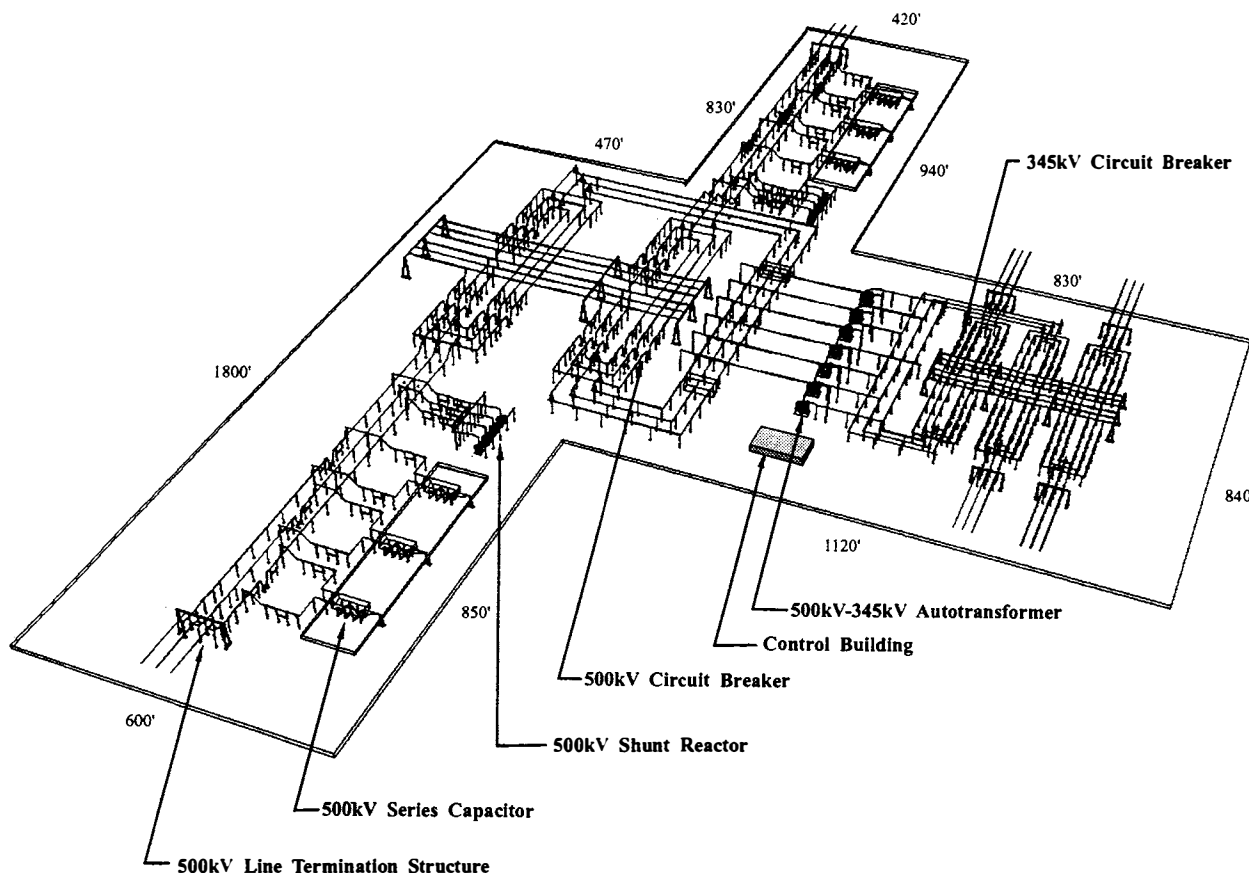 420'
830'
470'
940'
345kV Circuit Breaker
830'
1800'
840'
1120'
850'
500kV-345kV Autotransformer
Control Building
500kV Circuit Breaker
600'
500kV Shunt Reactor
500kV Series Capacitor
500kV Line Termination Structure